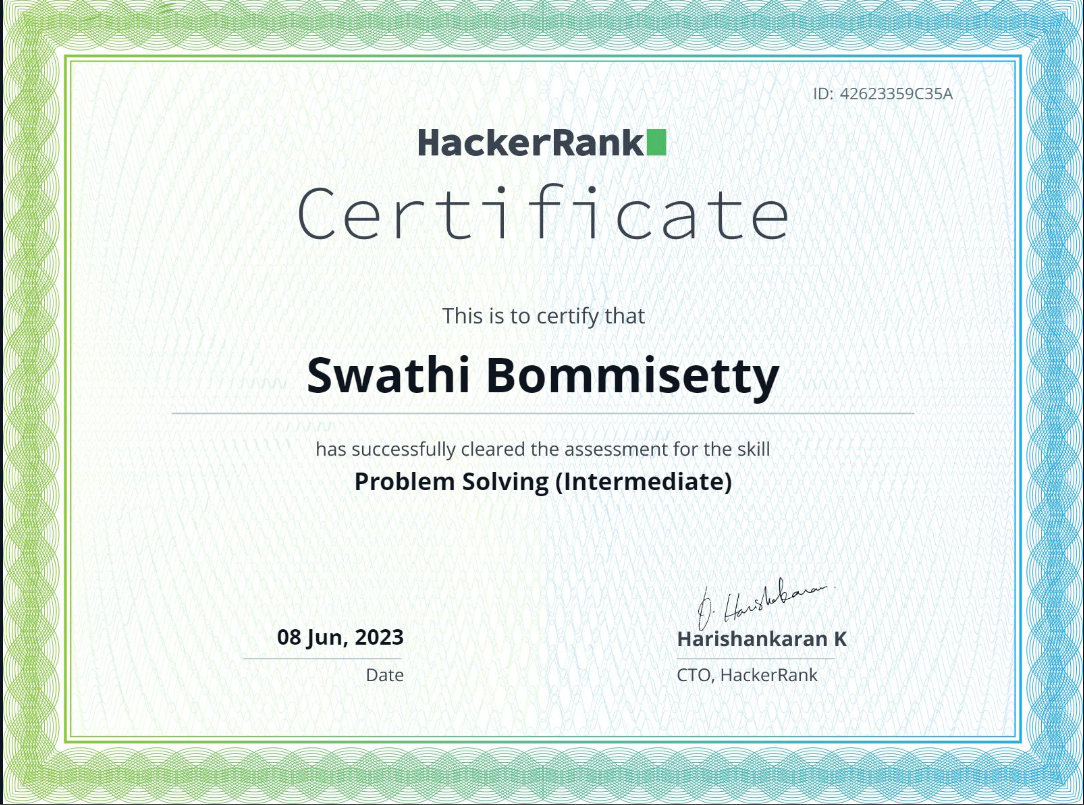 ID: 42623359C35A
HackerRank
Certificate
This is to certify that
Swathi Bommisetty
has successfully cleared the assessment for the skill
Problem Solving (Intermediate)
08 Jun, 2023
Date
Harishankaran K
CTO, HackerRank